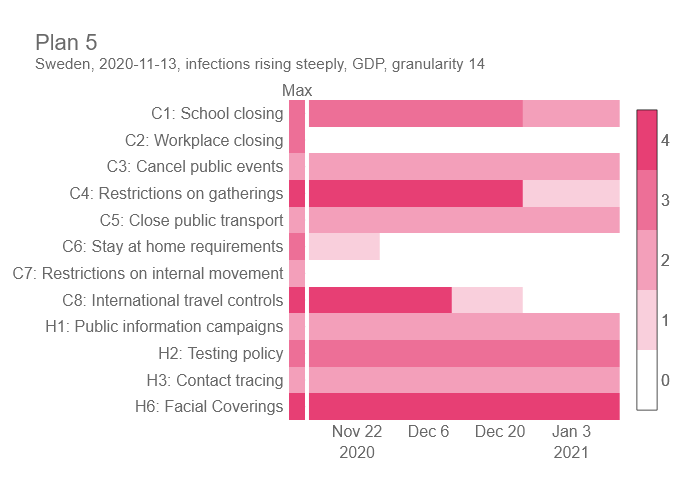 Plan 5
Sweden, 2020-11-13, infections rising steeply, GDP, granularity 14
Max
C1: School closing
C2: Workplace closing
C3: Cancel public events
C4: Restrictions on gatherings
C5: Close public transport
C6: Stay at home requirements
C7: Restrictions on internal movement
C8: International travel controls
H1: Public information campaigns
H2: Testing policy
H3: Contact tracing
H6: Facial Coverings
Nov 22 Dec 6 Dec 20 Jan 3
2020 2021
4
3
2
1
0